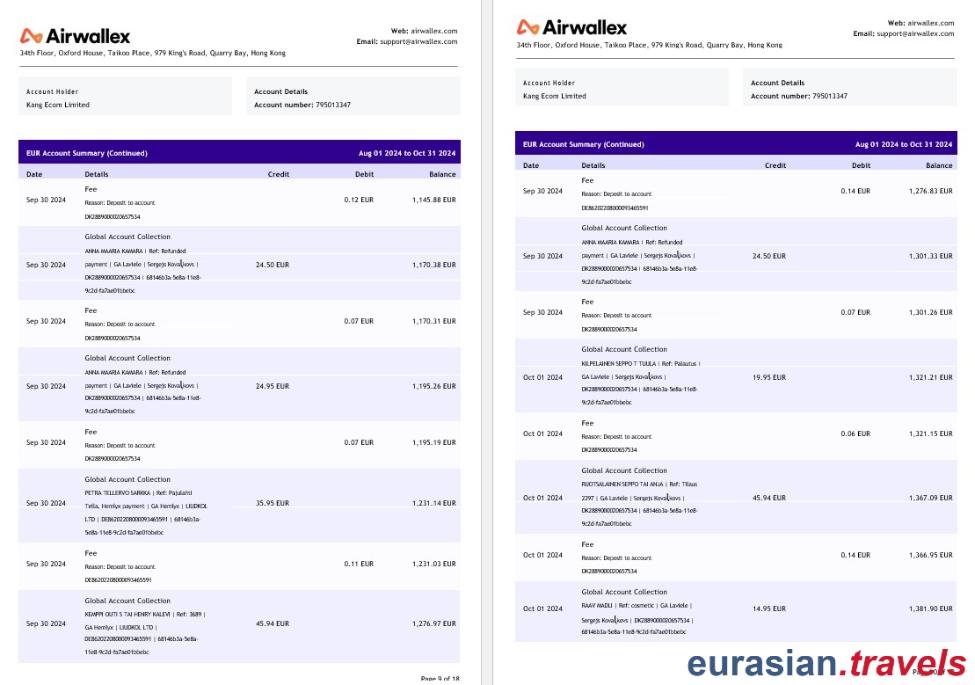 Airwallex
Web: airwallex.com
Email: support@airwallex.com
34th Floor, Oxford House, Taikoo Place, 979 King's Road, Quarry Bay, Hong Kong
Account Holder
Kang Ecom Limited
Account Details
Account number: 795013347
EUR Account Summary (Continued) Aug 01 2024 to Oct 31 2024
Date Details Credit Debit Balance
Fee
Sep 30 2024 Reason: Deposit to account 0.12 EUR 1,145.88 EUR
DK2889000020657534
Global Account Collection
ANNA MAARIA KAMARA | Ref: Refunded
Sep 30 2024 payment | GA Laviele | Sergejs Kovaļkovs | 24.50 EUR 1,170.38 EUR
DK2889000020657534 | 68146b3a-5e8a-11e8-
9c2d-fa7ae01bbebc
Fee
Sep 30 2024 Reason: Deposit to account 0.07 EUR 1,170.31 EUR
DK2889000020657534
Global Account Collection
ANNA MAARIA KAMARA | Ref: Refunded
Sep 30 2024 payment | GA Laviele | Sergejs Kovaļkovs | 24.95 EUR 1,195.26 EUR
DK2889000020657534 | 68146b3a-5e8a-11e8-
9c2d-fa7ae01bbebc
Fee
Sep 30 2024 Reason: Deposit to account 0.07 EUR 1,195.19 EUR
DK2889000020657534
Global Account Collection
PETRA TELLERVO SARKKA | Ref: Pajulahti
Sep 30 2024 Tella, Hemlyx payment | GA Hemlyx | LIUDKOL 35.95 EUR 1,231.14 EUR
LTD | DE86202208000093465591 | 68146b3a-
5e8a-11e8-9c2d-fa7ae01bbebc
Fee
Sep 30 2024 Reason: Deposit to account 0.11 EUR 1,231.03 EUR
DE86202208000093465591
Global Account Collection
KEMPPI OUTI S TAI HENRY KALEVI | Ref: 3689 |
Sep 30 2024 GA Hemlyx | LIUDKOL LTD | 45.94 EUR 1,276.97 EUR
DE86202208000093465591 | 68146b3a-5e8a-
11e8-9c2d-fa7ae01bbebc
Page 9 of 18
Airwallex
Web: airwallex.com
Email: support@airwallex.com
34th Floor, Oxford House, Taikoo Place, 979 King's Road, Quarry Bay, Hong Kong
Account Holder
Kang Ecom Limited
Account Details
Account number: 795013347
EUR Account Summary (Continued) Aug 01 2024 to Oct 31 2024
Date Details Credit Debit Balance
Fee
Sep 30 2024 Reason: Deposit to account 0.14 EUR 1,276.83 EUR
DE86202208000093465591
Global Account Collection
ANNA MAARIA KAMARA | Ref: Refunded
Sep 30 2024 payment | GA Laviele | Sergejs Kovaļkovs | 24.50 EUR 1,301.33 EUR
DK2889000020657534 | 68146b3a-5e8a-11e8-
9c2d-fa7ae01bbebc
Fee
Sep 30 2024 Reason: Deposit to account 0.07 EUR 1,301.26 EUR
DK2889000020657534
Global Account Collection
KILPELAINEN SEPPO T TUULA | Ref: Palautus |
Oct 01 2024 GA Laviele | Sergejs Kovaļkovs | 19.95 EUR 1,321.21 EUR
DK2889000020657534 | 68146b3a-5e8a-11e8-
9c2d-fa7ae01bbebc
Fee
Oct 01 2024 Reason: Deposit to account 0.06 EUR 1,321.15 EUR
DK2889000020657534
Global Account Collection
RUOTSALAINEN SEPPO TAI ANJA | Ref: Tilaus
Oct 01 2024 2297 | GA Laviele | Sergejs Kovaļkovs | 45.94 EUR 1,367.09 EUR
DK2889000020657534 | 68146b3a-5e8a-11e8-
9c2d-fa7ae01bbebc
Fee
Oct 01 2024 Reason: Deposit to account 0.14 EUR 1,366.95 EUR
DK2889000020657534
Global Account Collection
Oct 01 2024 RAAV MADLI | Ref: cosmetic | GA Laviele | 14.95 EUR 1,381.90 EUR
Sergejs Kovaļkovs | DK2889000020657534 |
68146b3a-5e8a-11e8-9c2d-fa7ae01bbebc
eurasian.travels